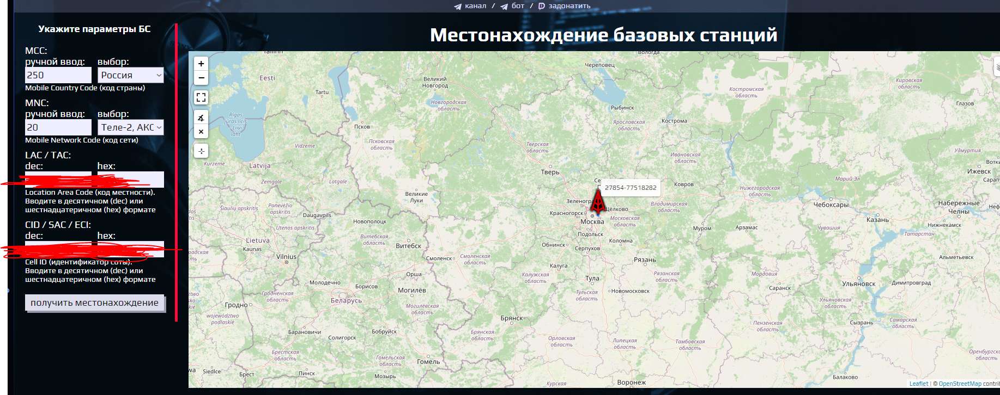 канал / бот / задонатить
Укажите параметры БС
MCC:
ручной ввод: выбор:
250 Россия
Mobile Country Code (код страны)
MNC:
ручной ввод: выбор:
20 Теле-2, АКС
Mobile Network Code (код сети)
LAC / TAC:
dec: hex:
Location Area Code (код местности).
Вводите в десятичном (dec) или
шестнадцатеричном (hex) формате
CID / SAC / ECI:
dec: hex:
Cell ID (идентификатор соты).
Вводите в десятичном (dec) или
шестнадцатеричном (hex) формате
получить местонахождение
Местонахождение базовых станций
+
−
×
Tallinn
Вологда
Череповец
Eesti
Великий
Новгород
Кировская
область
Костромская
область
Tartu
Новгородская
область
Глазов
Рыбинск
Rigas
juras licis
-- Liivi
laht
Ярославская
область
Кострома
Псков
Псковская
область
Vidzeme
Тверская
область
Удмуртия
Ивановская
область
Kurzeme
Latvija
Вотки
Ижевск
Тверь
Сарап
Zemgale
Latgale
Марий Эл
Ковров
27854-77518282
Нижегородская
область
Великие
Луки
Зеленоград
Щёлково
Владимирская
область
Чебоксары
Набережные
Челны
Неф
Šiaulių apskritis
Panevėžio
apskritis
Daugavpils
Красногорск
Москва
Московская
область
Казань
Нижнекамск
Новополоцк
Utenos apskritis
Муром
Арзамас
Чувашия
Татарстан
Подольск
Витебская
область
Коломна
Lietuva
Kaunas
Витебск
Обнинск
Серпухов
Vilnius
Смоленск
Смоленская
область
Рязань
Альметьевск
Калуга
Орша
Калужская
область
Рязанская
область
Мордовия
Тула
Молодечно
Борисов
Могилёв
Новомосковск
Саранск
Ульяновск
Димитровград
Гродненская
область
Беларусь
Тульская
область
Ульяновская
область
Гродно
Могилевская
область
województwo
podlaskie
Брянск
Пензенская
область
Сызрань
Самарская
область
Барановичи
Бобруйск
Солигорск
Брянская
область
Орловская
область
Липецкая
область
Тамбовская
область
Брестская
область
Гомельская
область
Оренбургская
область
Гомель
Siedlce
Брест
Пинск
Мозырь
Балаково
Курская
Воронеж
Leaflet | © OpenStreetMap contrib